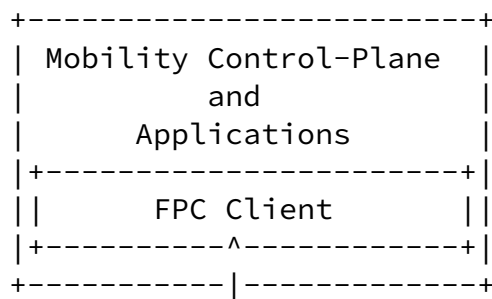 +-------------------------+
| Mobility Control-Plane  |
|          and            |
|      Applications       |
|+-----------------------+|
||      FPC Client       ||
|+----------^------------+|
+-----------|-------------+